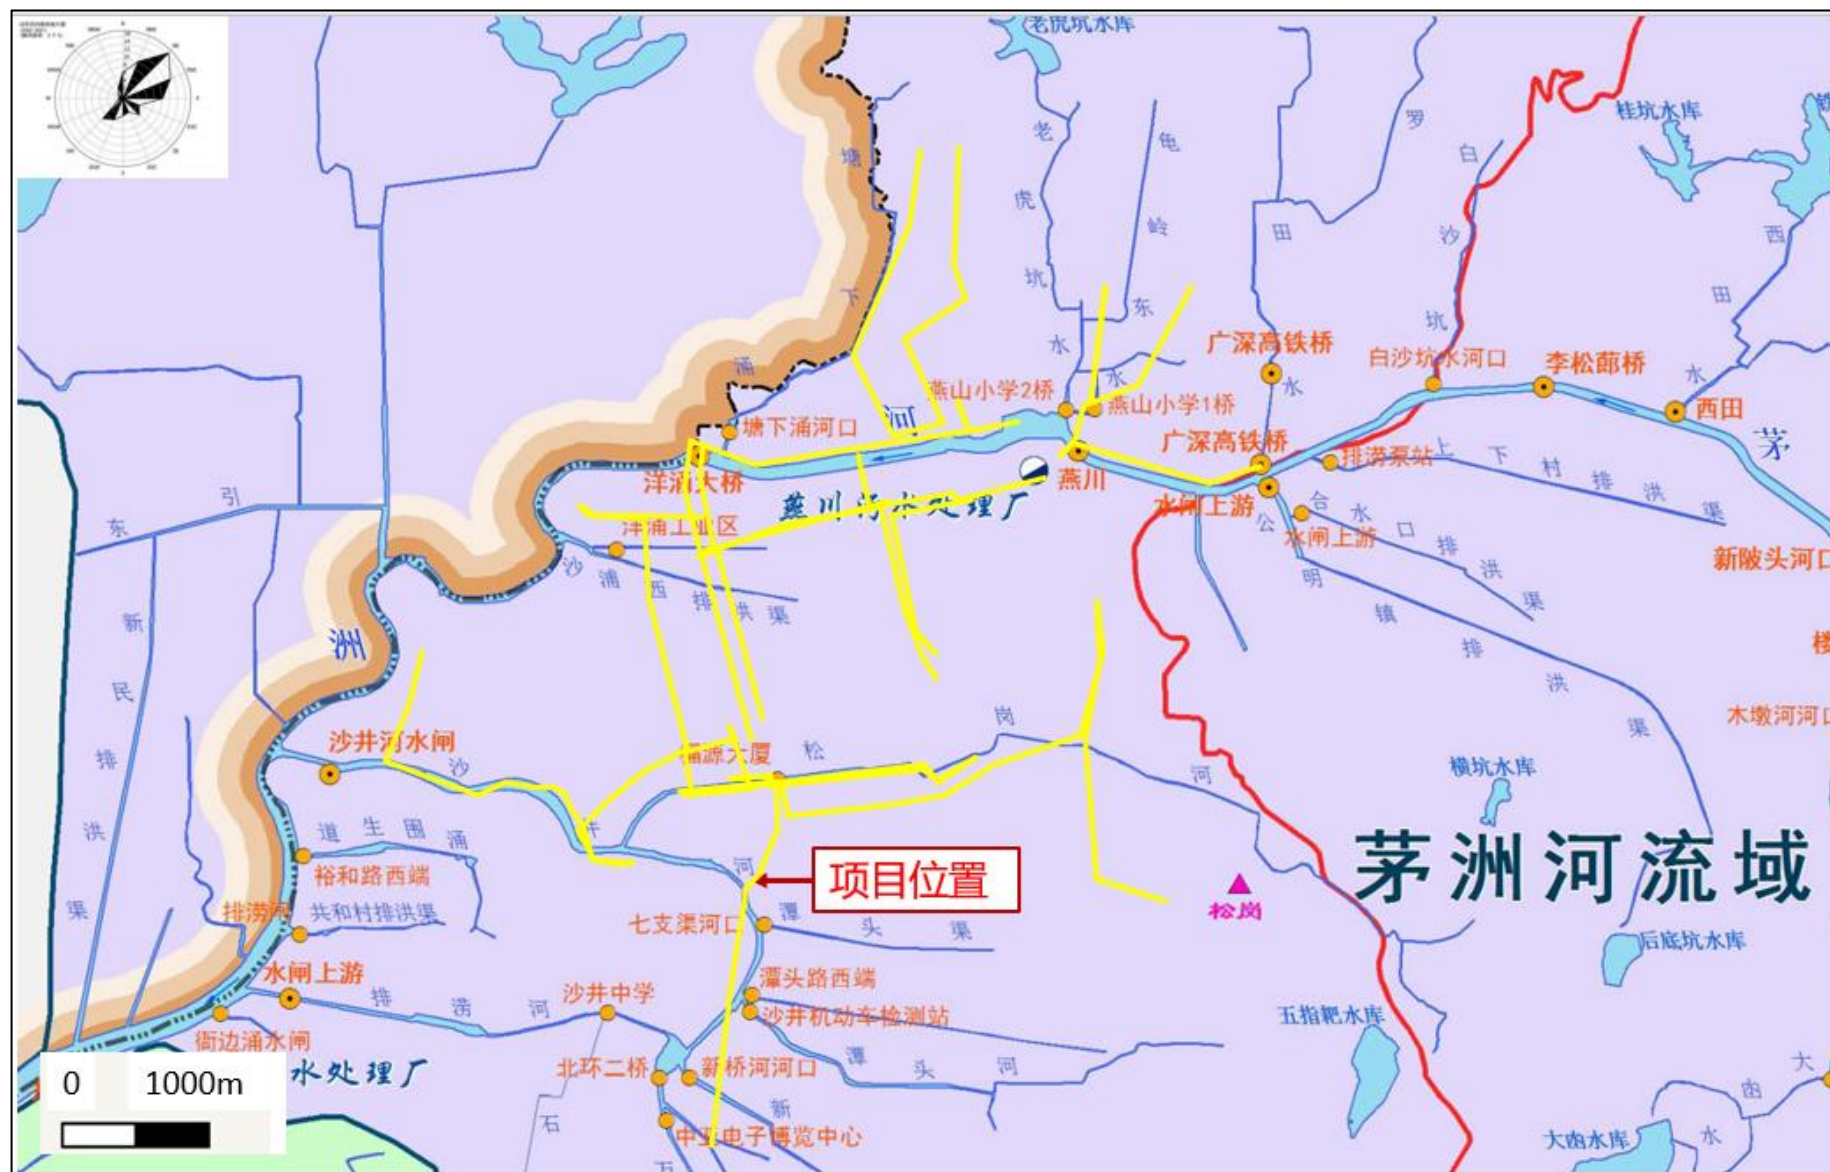 老虎坑水库
桂坑水库
塘
下
涌
老
虎
坑
水
龟
岭
东
水
罗
田
水
白
沙
坑
西
田
水
广深高铁桥
白沙坑水河口
李松蓢桥
西田
燕山小学2桥
燕山小学1桥
河
塘下涌河口
广深高铁桥
排涝泵站
上
下
村
排
洪
渠
茅
洋涌大桥
燕川
燕川污水处理厂
水闸上游
水闸上游
合
水
口
排
洪
渠
公
明
镇
排
洪
渠
新陂头河口
引
东
洋涌工业区
沙
浦
西
排
洪
渠
新
民
排
洪
渠
洲
楼
木墩河河口
沙井河水闸
沙
井
河
福源大厦
松
岗
河
横坑水库
道
生
围
涌
裕和路西端
排涝闸
共和村排洪渠
项目位置
茅洲河流域
松岗
七支渠河口
潭
头
渠
后底坑水库
水闸上游
排
涝
河
沙井中学
潭头路西端
沙井机动车检测站
五指耙水库
衙边涌水闸
水处理厂
北环二桥
新桥河河口
潭
头
河
0
1000m
石
新
中亚电子博览中心
万
大
凼
水
大凼水库